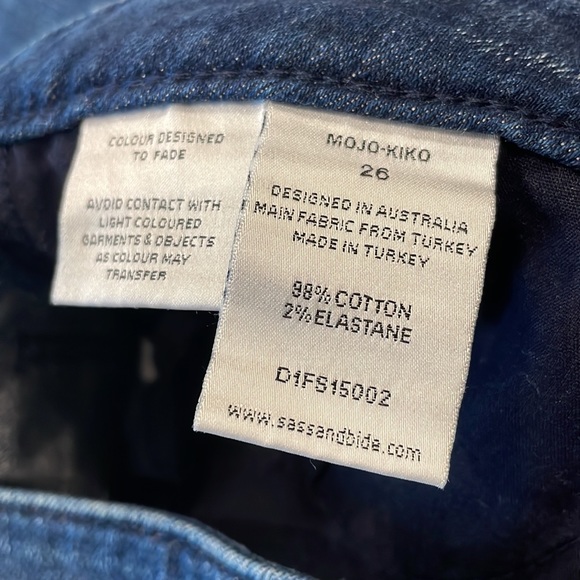 COLOUR DESIGNED
TO FADE
AVOID CONTACT WITH
LIGHT COLOURED
GARMENTS & OBJECTS
AS COLOUR MAY
TRANSFER
MOJO-KIKO
26
DESIGNED IN AUSTRALIA
MAIN FABRIC FROM TURKEY
MADE IN TURKEY
98% COTTON
2% ELASTANE
D1FS15002
www.sassandbide.com